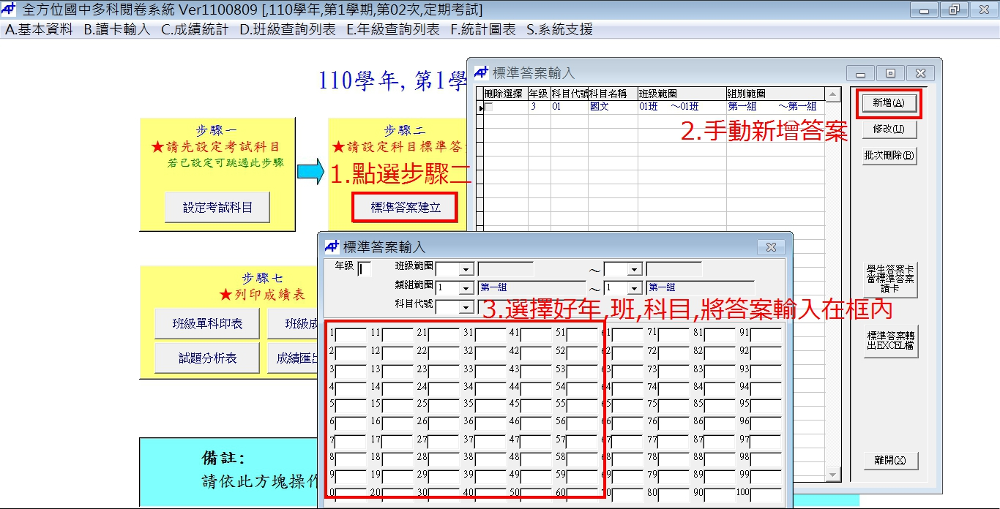 全方位國中多科閱卷系統 Ver1100809 [,110學年,第1學期,第02次,定期考試]
A.基本資料 B.讀卡輸入 C.成績統計 D.班級查詢列表 E.年級查詢列表 F.統計圖表 S.系統支援
110學年, 第1學
步驟一
★請先設定考試科目
若已設定可跳過此步驟
設定考試科目
步驟二
★請設定科目標準答
1.點選步驟二
標準答案建立
步驟七
★列印成績表
班級單科印表
班級成
試題分析表
成績匯出
備註:
請依此方塊操作
標準答案輸入
刪除選擇 年級 科目代號 科目名稱 班級範圍 組別範圍
3 01 國文 01班 ～01班 第一組 ～第一組
2.手動新增答案
新增(A)
修改(U)
批次刪除(B)
學生答案卡
當標準答案
讀卡
標準答案轉
出EXCEL檔
離開(X)
標準答案輸入
年級 班級範圍 ～
類組範圍 1 第一組 ～ 1 第一組
科目代號
3.選擇好年,班,科目,將答案輸入在框內
1 11 21 31 41 51 61 71 81 91
2 12 22 32 42 52 62 72 82 92
3 13 23 33 43 53 63 73 83 93
4 14 24 34 44 54 64 74 84 94
5 15 25 35 45 55 65 75 85 95
6 16 26 36 46 56 66 76 86 96
7 17 27 37 47 57 67 77 87 97
8 18 28 38 48 58 68 78 88 98
9 19 29 39 49 59 69 79 89 99
10 20 30 40 50 60 70 80 90 100